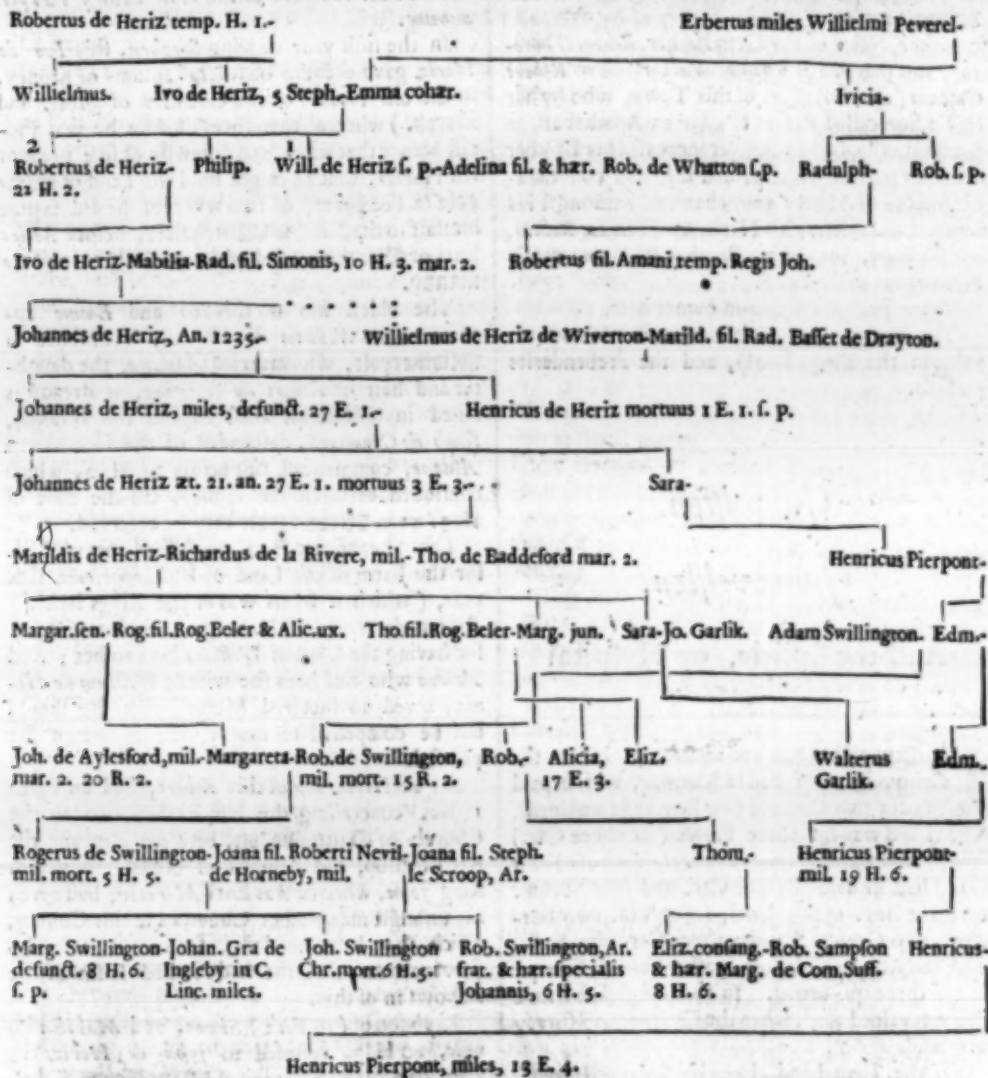 Robertus de Heriz temp. H. 1.- Erbertus miles Willielmi Peverel-
Willielmus. Ivo de Heriz, 5 Steph.-Emma cohær. Ivicia-
2. 1.
Robertus de Heriz- Philip. Will. de Heriz ſ. p.-Adelina fil. & hær. Rob. de Whatton ſ.p. Radulph- Rob. ſ. p.
21 H. 2.
Ivo de Heriz-Mabilia-Rad. fil. Simonis, 10 H. 3. mar. 2. Robertus fil. Amani temp. Regis Joh.
Johannes de Heriz, An. 1235.- Willielmus de Heriz de Wiverton-Matild. fil. Rad. Baſſet de Drayton.
Johannes de Heriz, miles, defunct. 27 E. 1.- Henricus de Heriz mortuus 1 E. 1. ſ. p.
Johannes de Heriz æt. 21. an. 27 E. 1. mortuus 3 E. 3.- Sara-
Matildis de Heriz-Richardus de la Rivere, mil.- Tho. de Baddeford mar. 2. Henricus Pierpont-
Margar. ſen.-Rog. fil. Rog. Beler & Alic. ux. Tho. fil. Rog. Beler-Marg. jun. Sara-Jo. Garlik. Adam Swillington- Edm.-
Joh. de Aylesford, mil.-Margareta-Rob. de Swillington, Rob.- Alicia, Eliz. Walterus Edm.
mar. 2. 20 R. 2. mil. mort. 15 R. 2. 17 E. 3. Garlik.
Rogerus de Swillington-Joana fil. Roberti Nevil-Joana fil. Steph. Thom.- Henricus Pierpont-
mil. mort. 5 H. 5. de Horneby, mil. le Scroop, Ar. mil. 19 H. 6.
Marg. Swillington-Johan. Gra de Joh. Swillington Rob. Swillington, Ar. Eliz. conſang.-Rob. Sampſon Henricus-
defunct. 8 H. 6. Ingleby in C. Chr. mort. 6 H. 5. frat. & hær. ſpecialis & hær. Marg. de Com. Suff.
ſ. p. Linc. miles. Johannis, 6 H. 5. 8 H. 6.
Henricus Pierpont, miles, 13 E. 4.